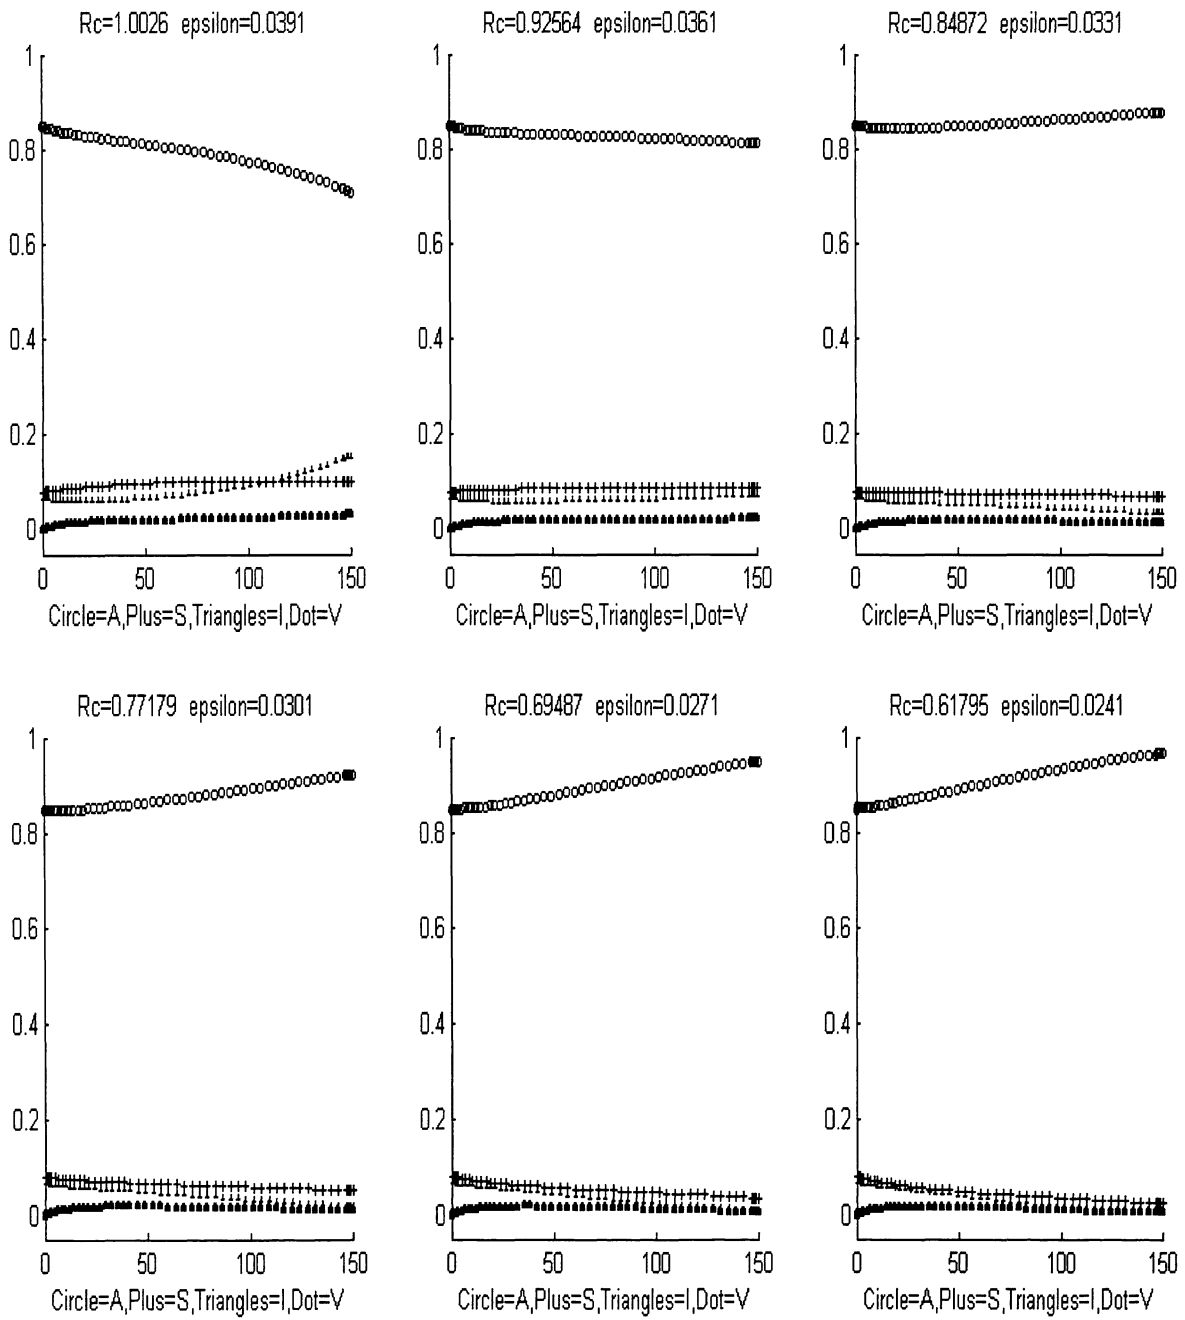 Rc=1.0026 epsilon=0.0391
Rc=0.92564 epsilon=0.0361
Rc=0.84872 epsilon=0.0331
1
0.8
0.6
0.4
0.2
0
0 50 100 150
Circle=A,Plus=S,Triangles=I,Dot=V
1
0.8
0.6
0.4
0.2
0
0 50 100 150
Circle=A,Plus=S,Triangles=I,Dot=V
1
0.8
0.6
0.4
0.2
0
0 50 100 150
Circle=A,Plus=S,Triangles=I,Dot=V
Rc=0.77179 epsilon=0.0301
Rc=0.69487 epsilon=0.0271
Rc=0.61795 epsilon=0.0241
1
0.8
0.6
0.4
0.2
0
0 50 100 150
Circle=A,Plus=S,Triangles=I,Dot=V
1
0.8
0.6
0.4
0.2
0
0 50 100 150
Circle=A,Plus=S,Triangles=I,Dot=V
1
0.8
0.6
0.4
0.2
0
0 50 100 150
Circle=A,Plus=S,Triangles=I,Dot=V